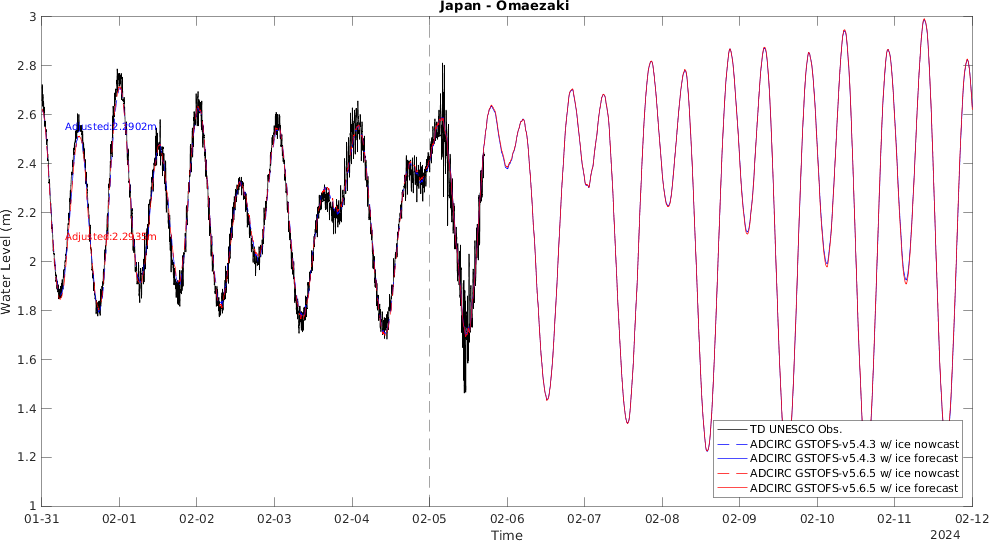 Japan - Omaezaki
Water Level (m)
3
2.8
2.6
2.4
2.2
2
1.8
1.6
1.4
1.2
1
Adjusted:2.2902m
Adjusted:2.2935m
TD UNESCO Obs.
ADCIRC GSTOFS-v5.4.3 w/ ice nowcast
ADCIRC GSTOFS-v5.4.3 w/ ice forecast
ADCIRC GSTOFS-v5.6.5 w/ ice nowcast
ADCIRC GSTOFS-v5.6.5 w/ ice forecast
01-31 02-01 02-02 02-03 02-04 02-05 02-06 02-07 02-08 02-09 02-10 02-11 02-12
Time
2024